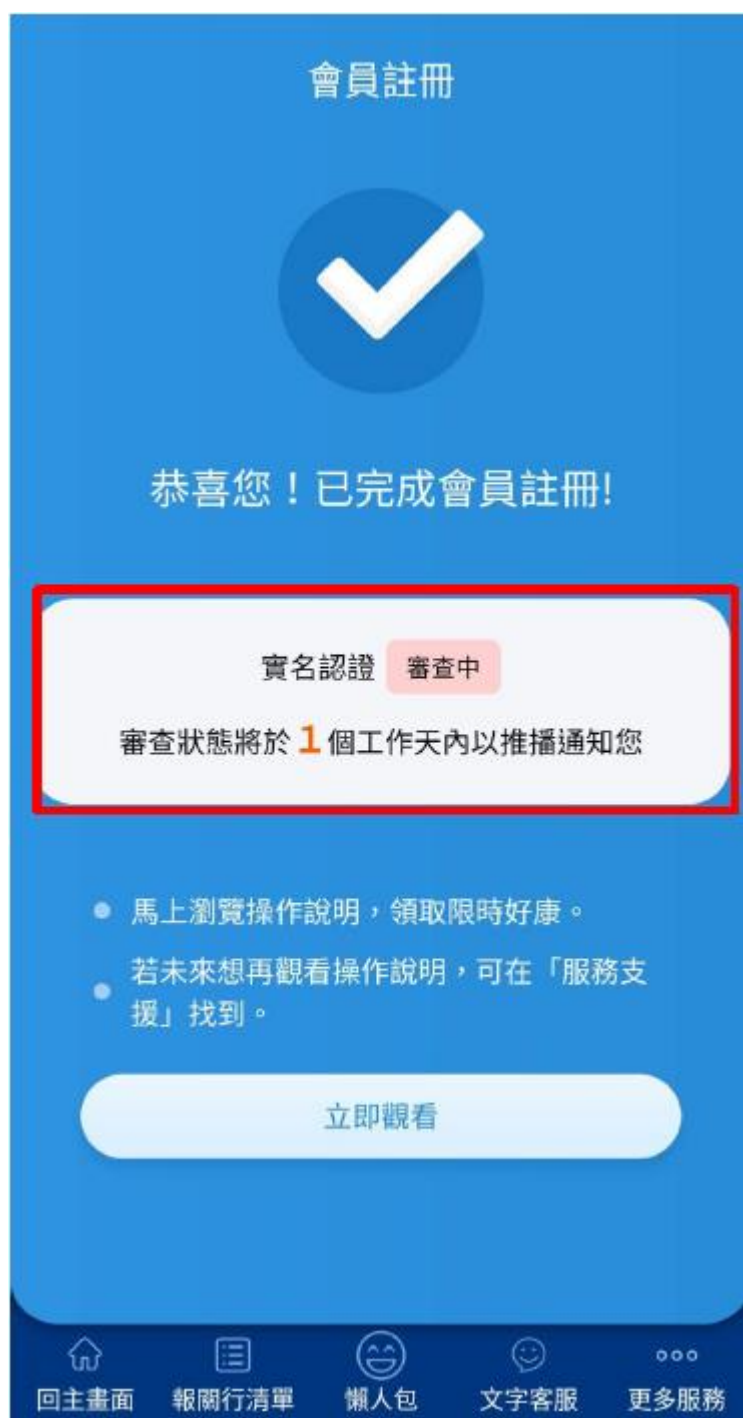 會員註冊
恭喜您！已完成會員註冊!
實名認證 審查中
審查狀態將於 1 個工作天內以推播通知您
馬上瀏覽操作說明，領取限時好康。
若未來想再觀看操作說明，可在「服務支
援」找到。
立即觀看
回主畫面 報關行清單 懶人包 文字客服 更多服務